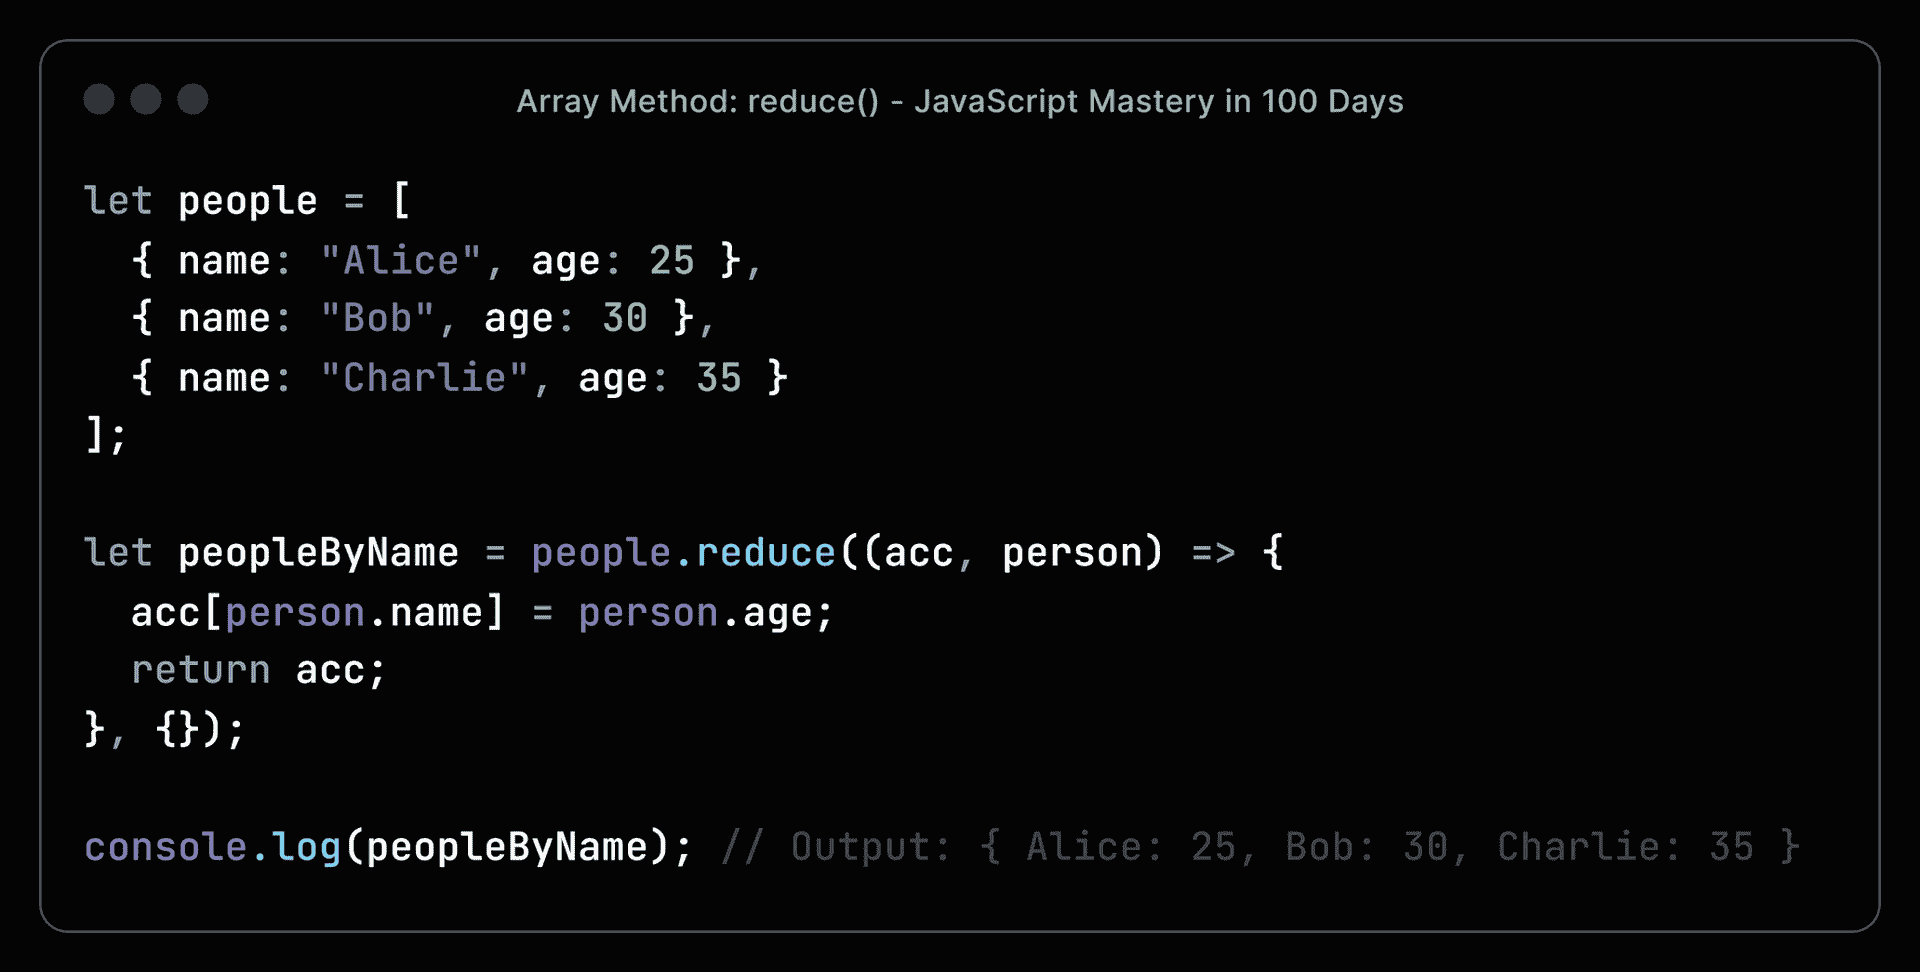 Array Method: reduce() - JavaScript Mastery in 100 Days
let people = [
  { name: "Alice", age: 25 },
  { name: "Bob", age: 30 },
  { name: "Charlie", age: 35 }
];
let peopleByName = people.reduce((acc, person) => {
  acc[person.name] = person.age;
  return acc;
}, {});
console.log(peopleByName); // Output: { Alice: 25, Bob: 30, Charlie: 35 }